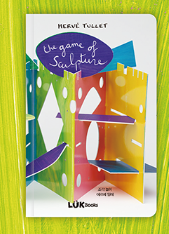 HERVÉ TULLET
the game of
Sculpture
LÜK Books